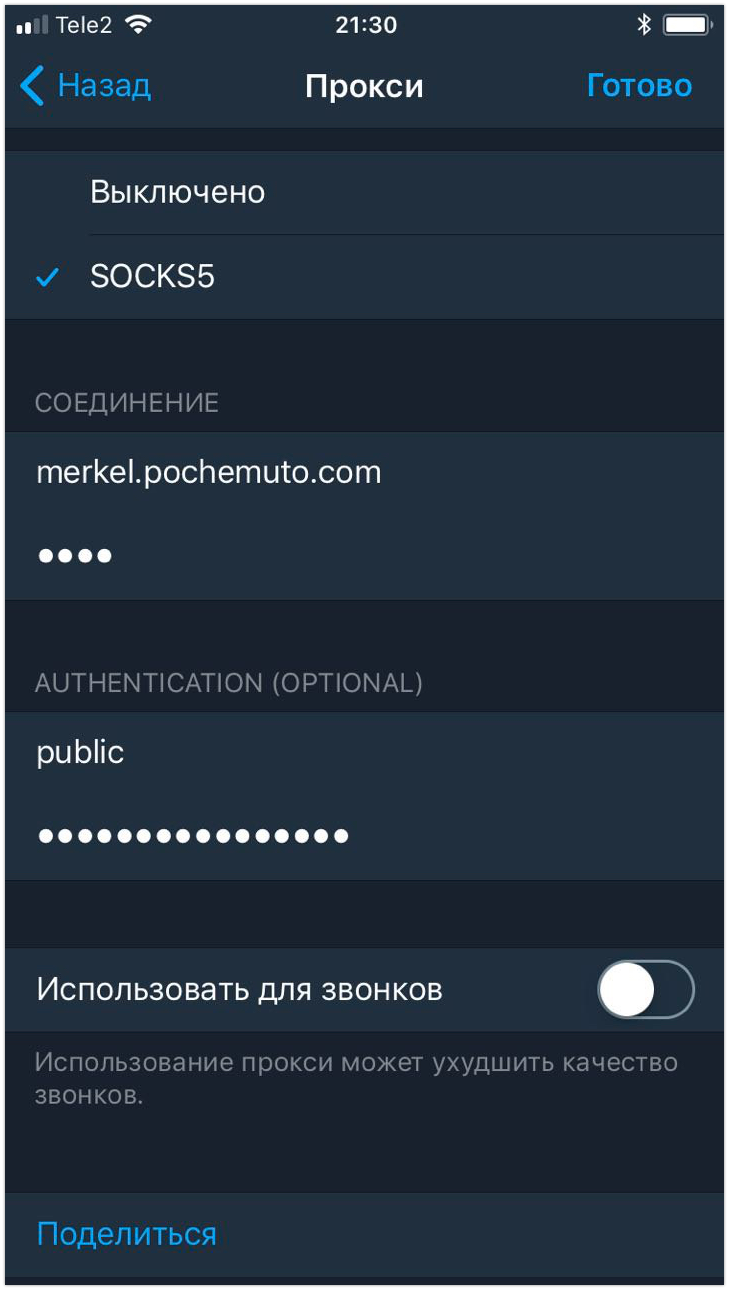 Tele2 21:30
Назад Прокси Готово
Выключено
SOCKS5
СОЕДИНЕНИЕ
merkel.pochemuto.com
••••
AUTHENTICATION (OPTIONAL)
public
••••••••••••••••
Использовать для звонков
Использование прокси может ухудшить качество
звонков.
Поделиться